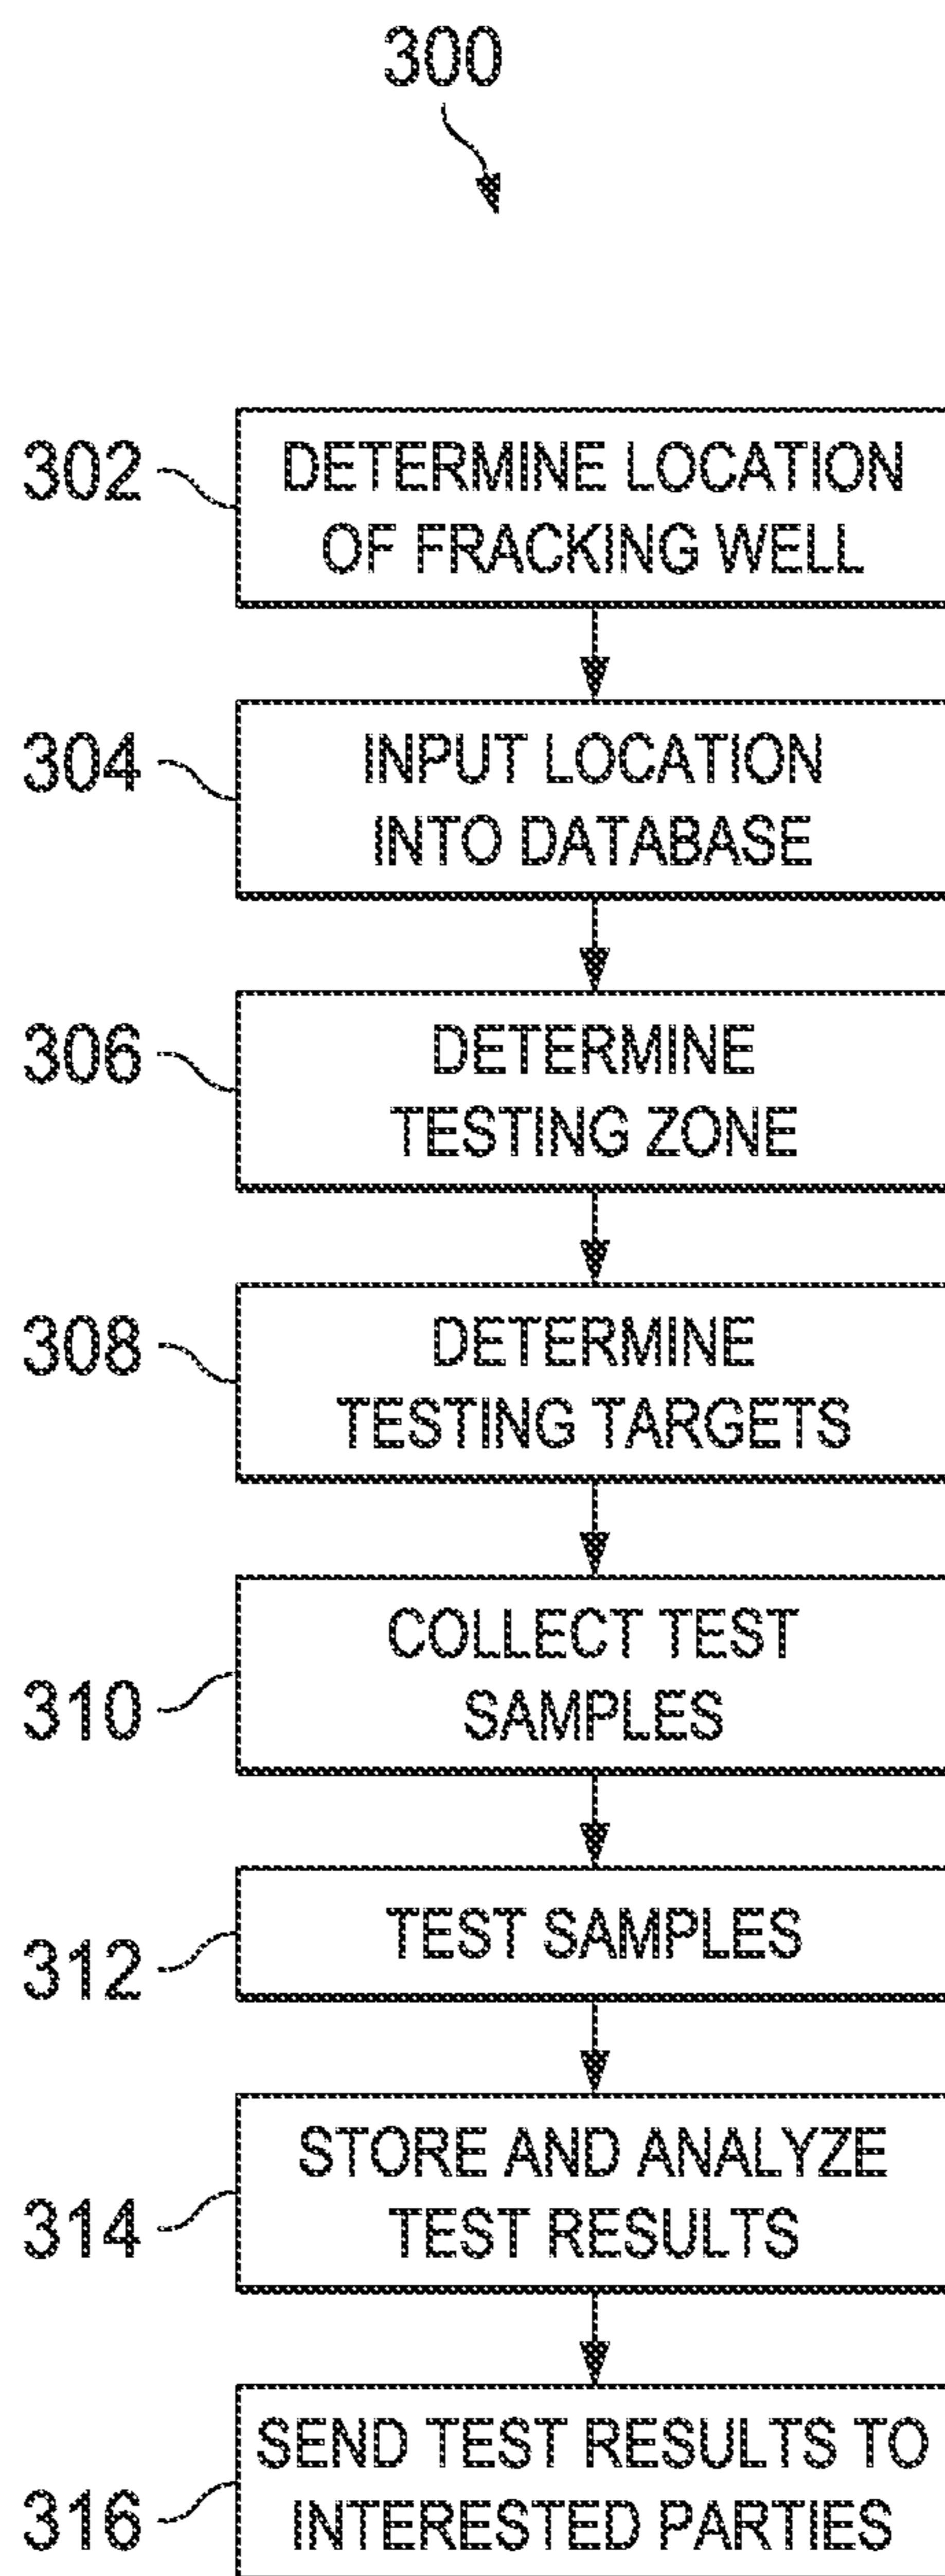 300
302
DETERMINE LOCATION
OF FRACKING WELL
304
INPUT LOCATION
INTO DATABASE
306
DETERMINE
TESTING ZONE
308
DETERMINE
TESTING TARGETS
310
COLLECT TEST
SAMPLES
312
TEST SAMPLES
314
STORE AND ANALYZE
TEST RESULTS
316
SEND TEST RESULTS TO
INTERESTED PARTIES